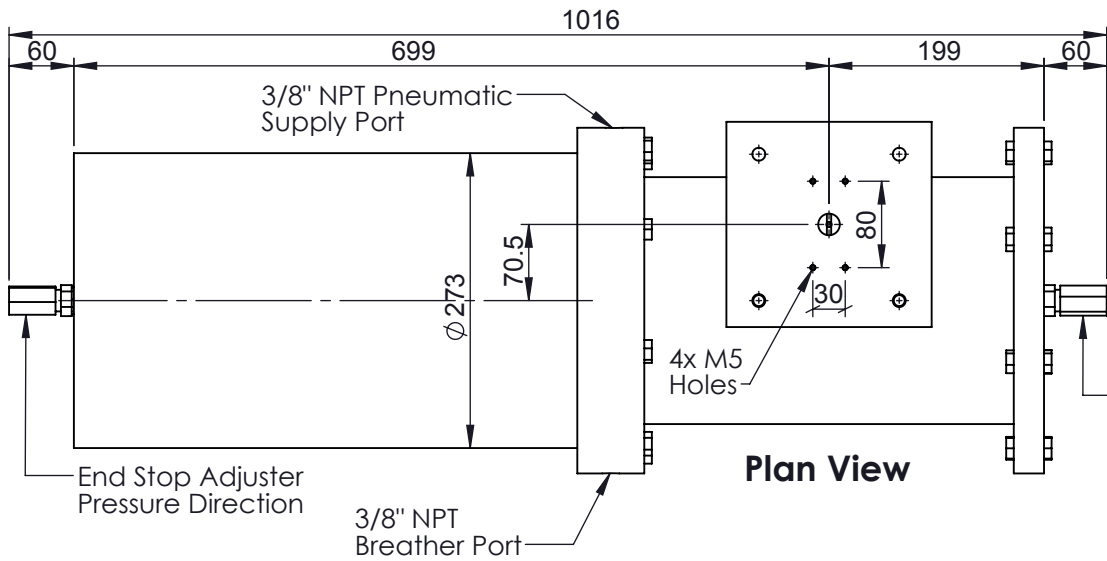 1016
60
699
199
60
3/8" NPT Pneumatic
Supply Port
80
70.5
30
⌀273
4x M5
Holes
Plan View
End Stop Adjuster
Pressure Direction
3/8" NPT
Breather Port